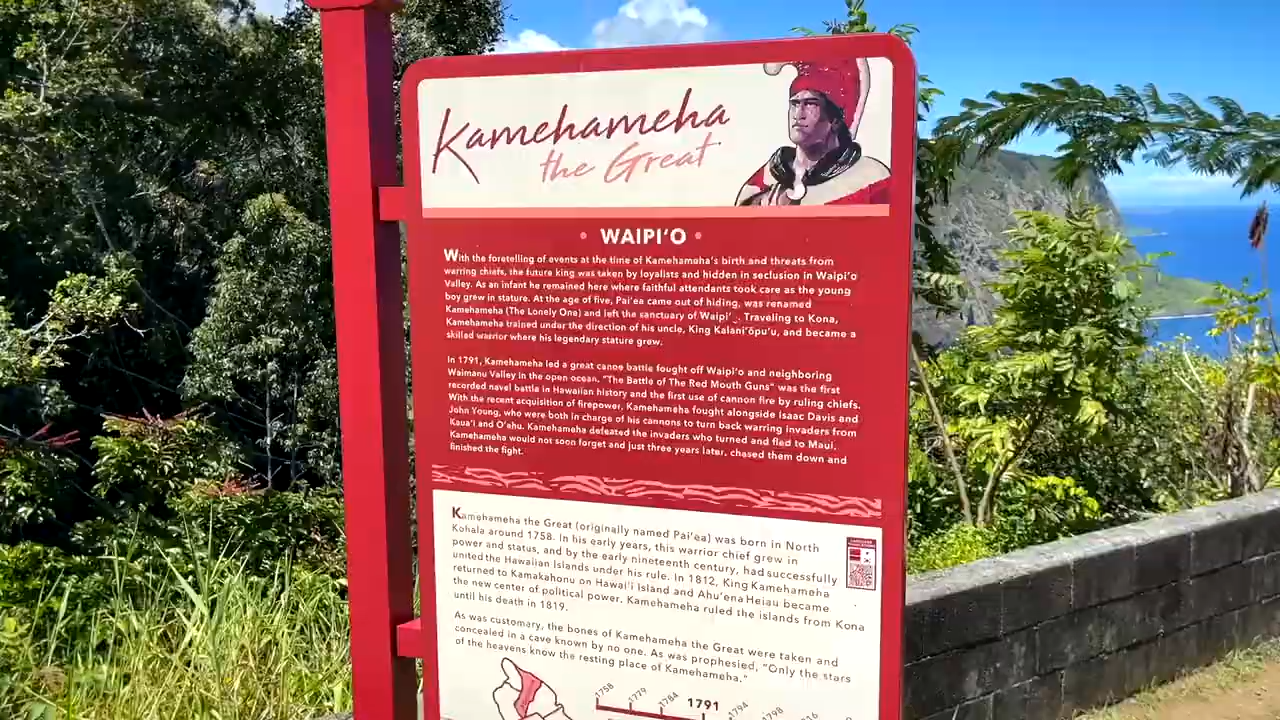 Kamehameha
the Great
• WAIPI‘O •
With the foretelling of events at the time of Kamehameha's birth and threats from
warring chiefs, the future king was taken by loyalists and hidden in seclusion in Waipi‘o
Valley. As an infant he remained here where faithful attendants took care as the young
boy grew in stature. At the age of five, Pai‘ea came out of hiding, was renamed
Kamehameha (The Lonely One) and left the sanctuary of Waipi‘ . Traveling to Kona,
Kamehameha trained under the direction of his uncle, King Kalani‘ōpu‘u, and became a
skilled warrior where his legendary stature grew.
In 1791, Kamehameha led a great canoe battle fought off Waipi‘o and neighboring
Waimanu Valley in the open ocean. "The Battle of The Red Mouth Guns" was the first
recorded navel battle in Hawaiian history and the first use of cannon fire by ruling chiefs.
With the recent acquisition of firepower, Kamehameha fought alongside Isaac Davis and
John Young, who were both in charge of his cannons to turn back warring invaders from
Kaua‘i and O‘ahu. Kamehameha defeated the invaders who turned and fled to Maui.
Kamehameha would not soon forget and just three years later, chased them down and
finished the fight.
Kamehameha the Great (originally named Pai‘ea) was born in North
Kohala around 1758. In his early years, this warrior chief grew in
power and status, and by the early nineteenth century, had successfully
united the Hawaiian Islands under his rule. In 1812, King Kamehameha
returned to Kamakahonu on Hawai‘i Island and Ahu‘ena Heiau became
the new center of political power. Kamehameha ruled the islands from Kona
until his death in 1819.
As was customary, the bones of Kamehameha the Great were taken and
concealed in a cave known by no one. As was prophesied, "Only the stars
of the heavens know the resting place of Kamehameha."
1758 1779 1784 1791 1794 1798